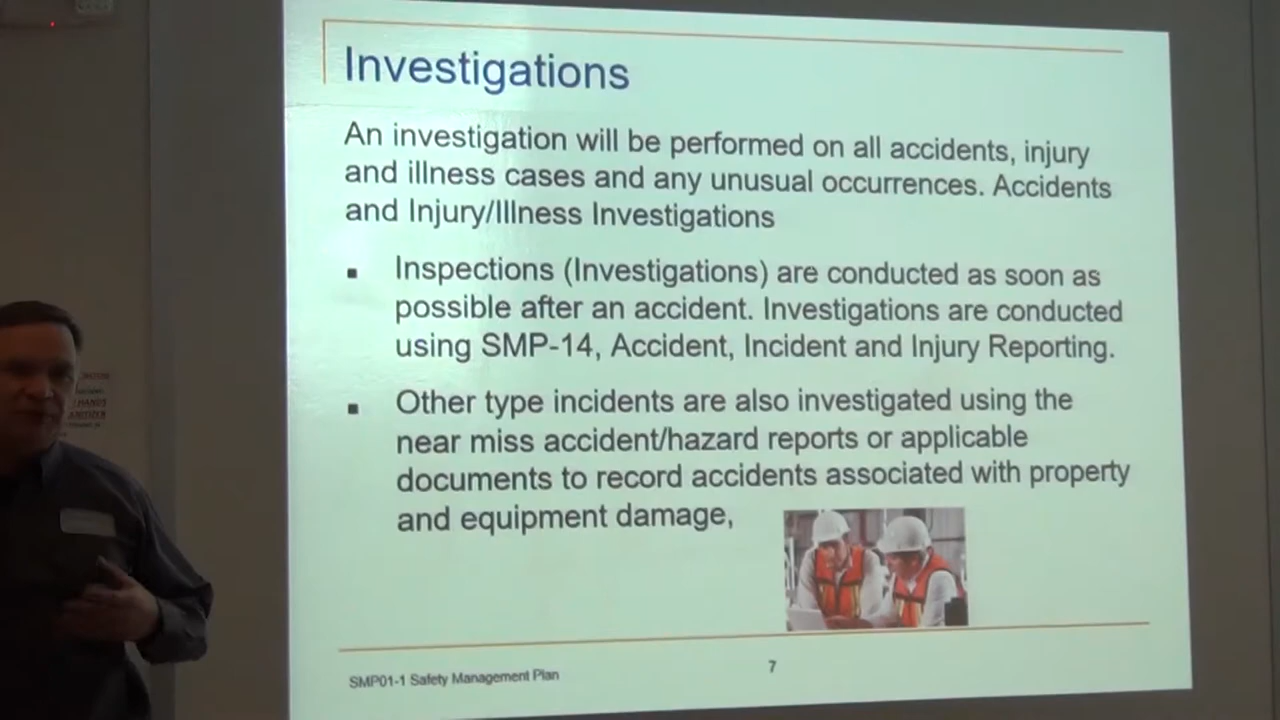 Investigations
An investigation will be performed on all accidents, injury
and illness cases and any unusual occurrences. Accidents
and Injury/Illness Investigations
▪ Inspections (Investigations) are conducted as soon as
possible after an accident. Investigations are conducted
using SMP-14, Accident, Incident and Injury Reporting.
▪ Other type incidents are also investigated using the
near miss accident/hazard reports or applicable
documents to record accidents associated with property
and equipment damage,
SMP01-1 Safety Management Plan
7
HANDS